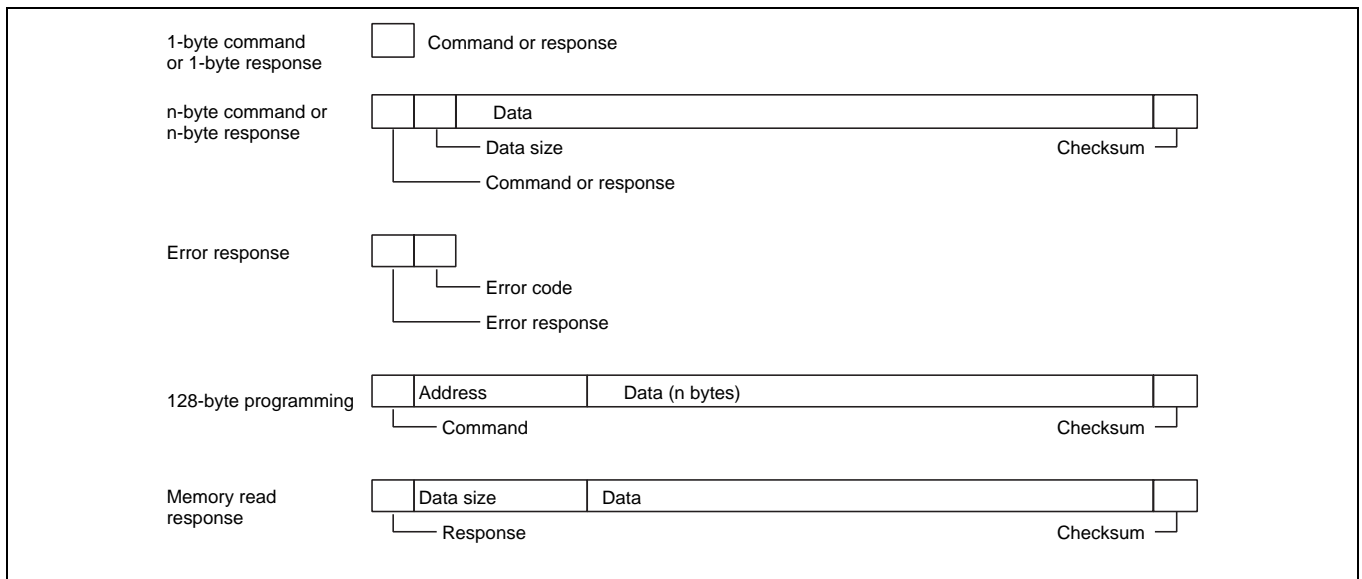 1-byte command
or 1-byte response
Command or response
n-byte command or
n-byte response
Data
Data size
Checksum
Command or response
Error response
Error code
Error response
128-byte programming
Address
Data (n bytes)
Command
Checksum
Memory read
response
Data size
Data
Response
Checksum